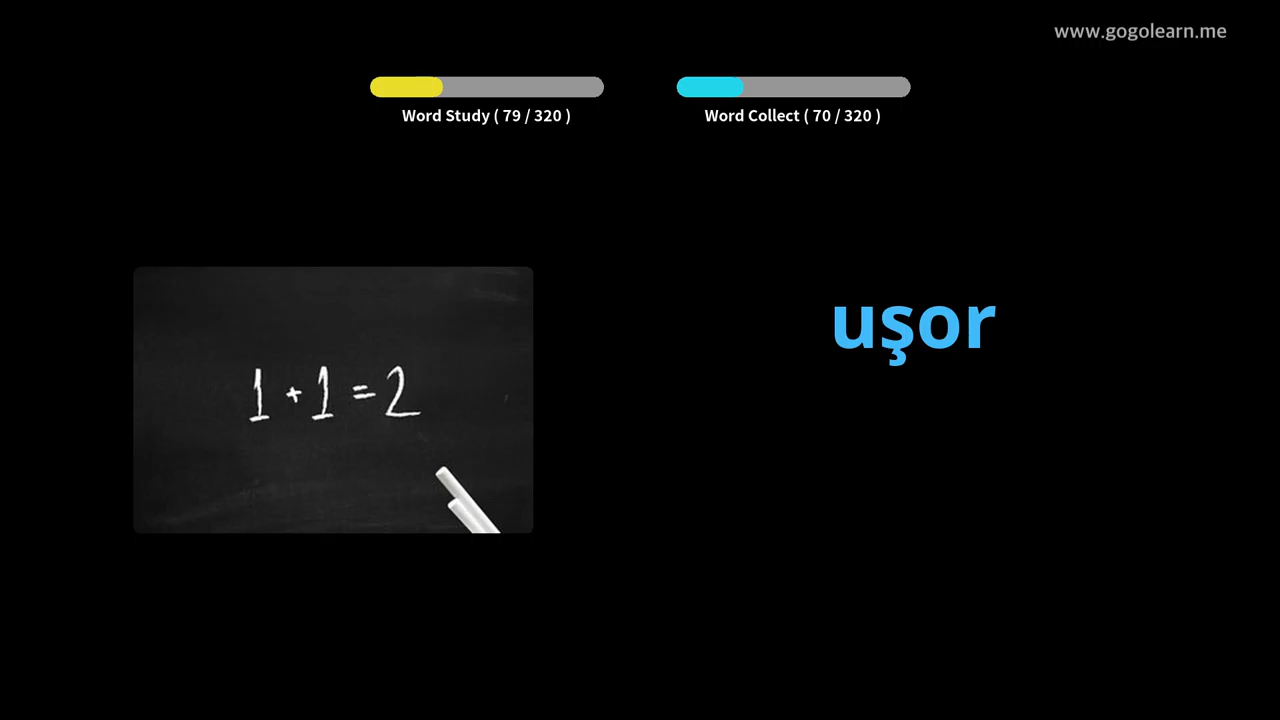 www.gogolearn.me
Word Study ( 79 / 320 )
Word Collect ( 70 / 320 )
uşor
1 + 1 = 2